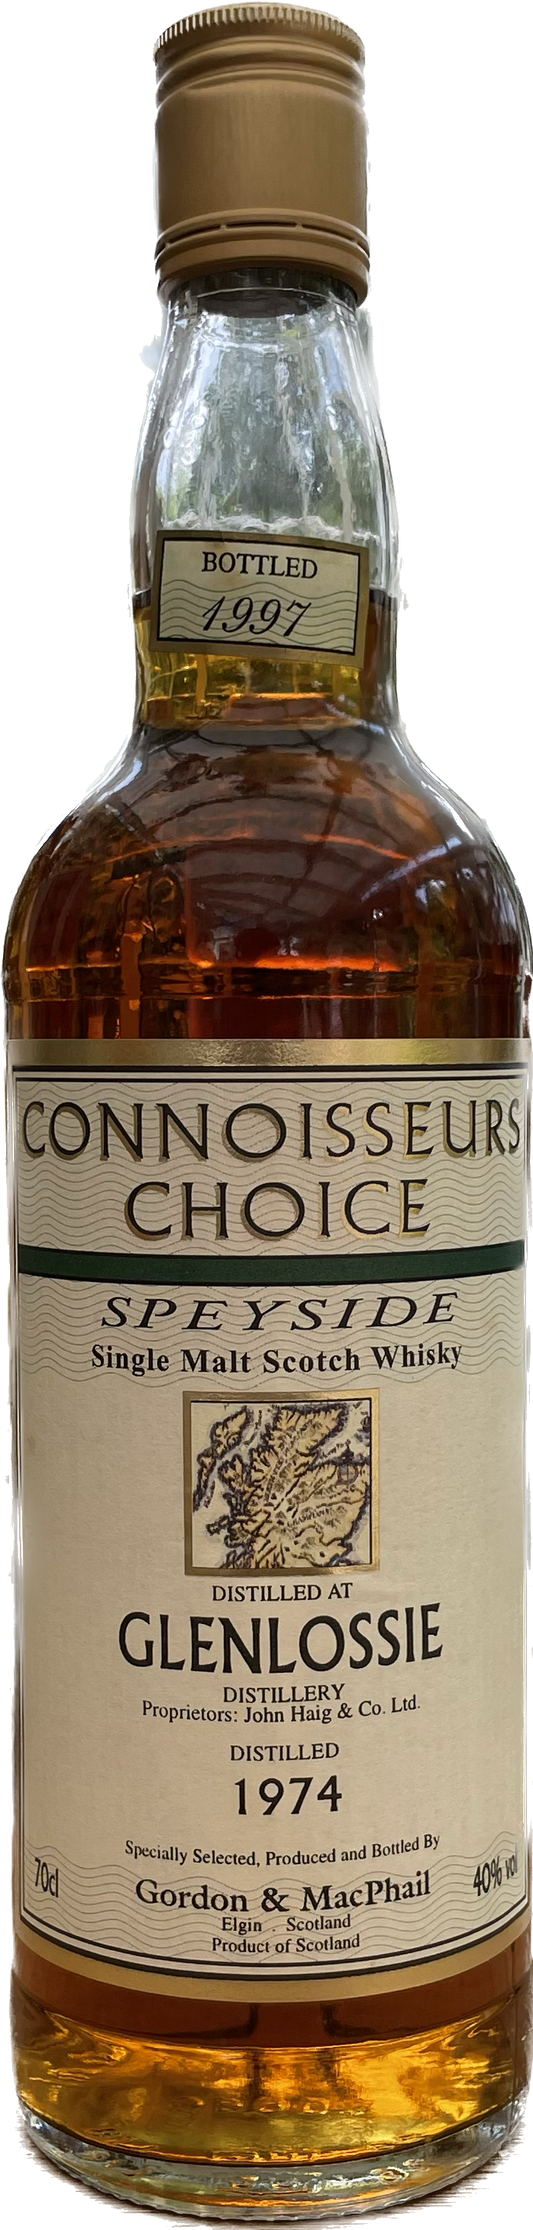 BOTTLED
1997
CONNOISSEURS
CHOICE
SPEYSIDE
Single Malt Scotch Whisky
DISTILLED AT
GLENLOSSIE
DISTILLERY
Proprietors: John Haig & Co. Ltd.
DISTILLED
1974
Specially Selected, Produced and Bottled By
70cl
Gordon & MacPhail
40% vol
Elgin . Scotland
Product of Scotland